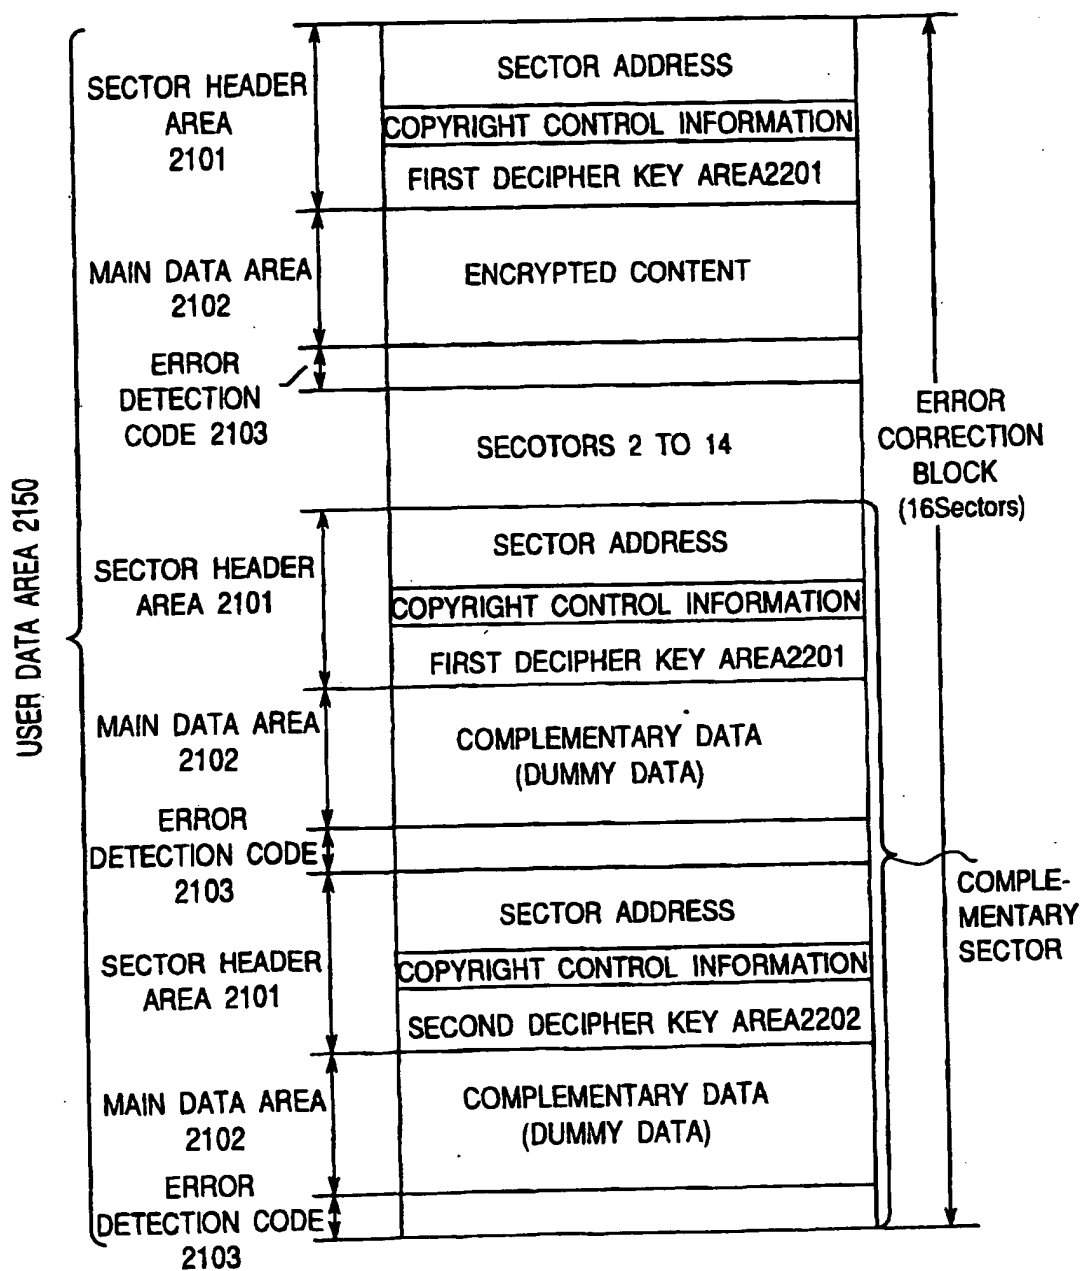 SECTOR ADDRESS
SECTOR HEADER
AREA
2101
COPYRIGHT CONTROL INFORMATION
FIRST DECIPHER KEY AREA2201
MAIN DATA AREA
2102
ENCRYPTED CONTENT
ERROR
DETECTION
CODE 2103
SECOTORS 2 TO 14
ERROR
CORRECTION
BLOCK
(16Sectors)
USER DATA AREA 2150
SECTOR HEADER
AREA 2101
SECTOR ADDRESS
COPYRIGHT CONTROL INFORMATION
FIRST DECIPHER KEY AREA2201
MAIN DATA AREA
2102
COMPLEMENTARY DATA
(DUMMY DATA)
ERROR
DETECTION CODE
2103
COMPLE-
MENTARY
SECTOR
SECTOR HEADER
AREA 2101
SECTOR ADDRESS
COPYRIGHT CONTROL INFORMATION
SECOND DECIPHER KEY AREA2202
MAIN DATA AREA
2102
COMPLEMENTARY DATA
(DUMMY DATA)
ERROR
DETECTION CODE
2103